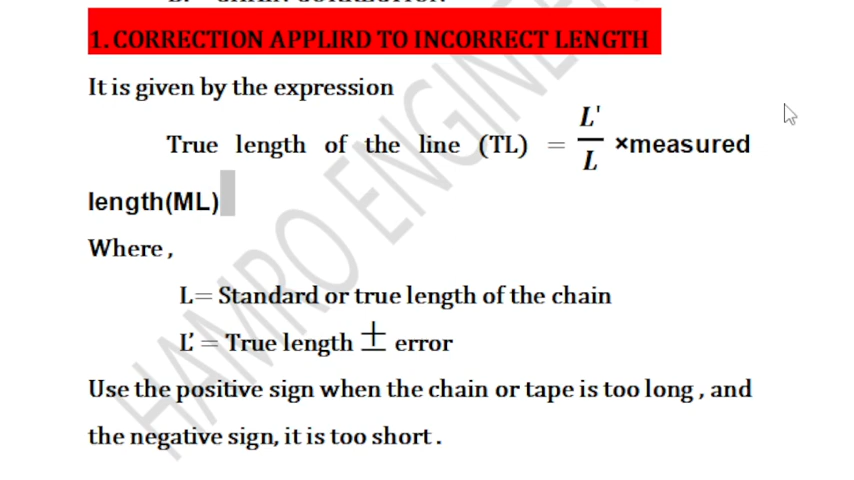 1. CORRECTION APPLIRD TO INCORRECT LENGTH
It is given by the expression
True length of the line (TL) = L'/L ×measured
length(ML)
Where ,
L= Standard or true length of the chain
L' = True length ± error
Use the positive sign when the chain or tape is too long , and
the negative sign, it is too short .
HAMRO ENGINEE